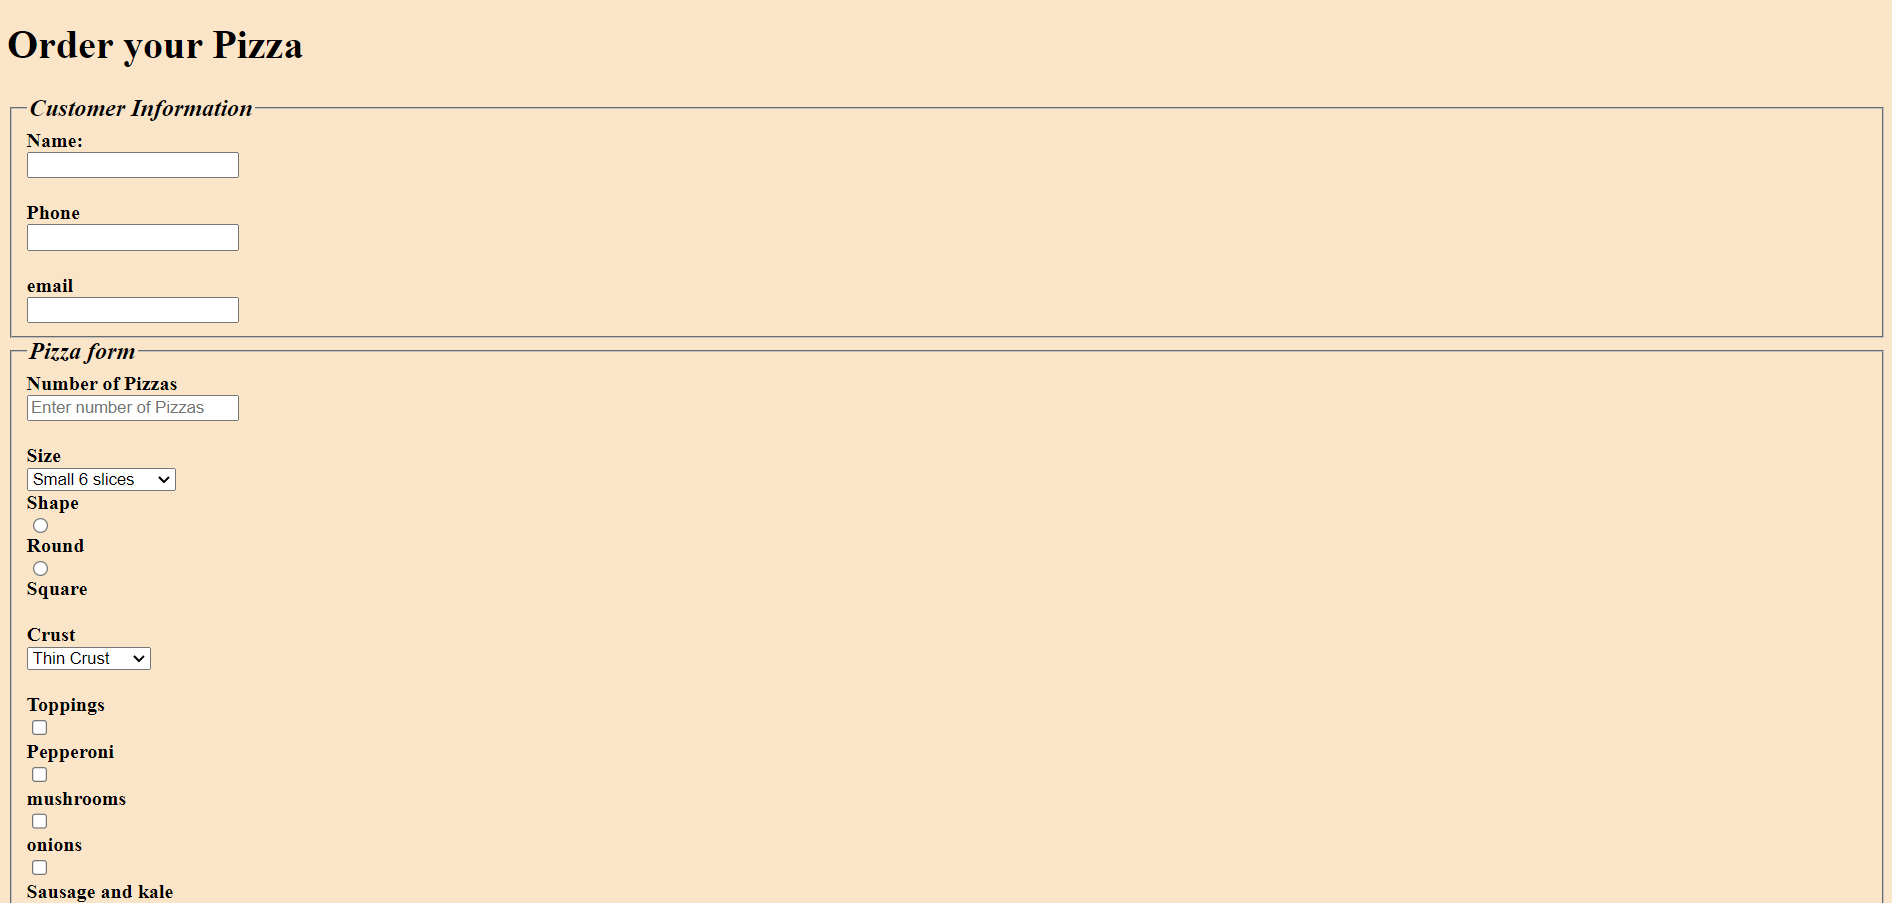 Order your Pizza
Customer Information
Name:
Phone
email
Pizza form
Number of Pizzas
Enter number of Pizzas
Size
Small 6 slices
Shape
Round
Square
Crust
Thin Crust
Toppings
Pepperoni
mushrooms
onions
Sausage and kale